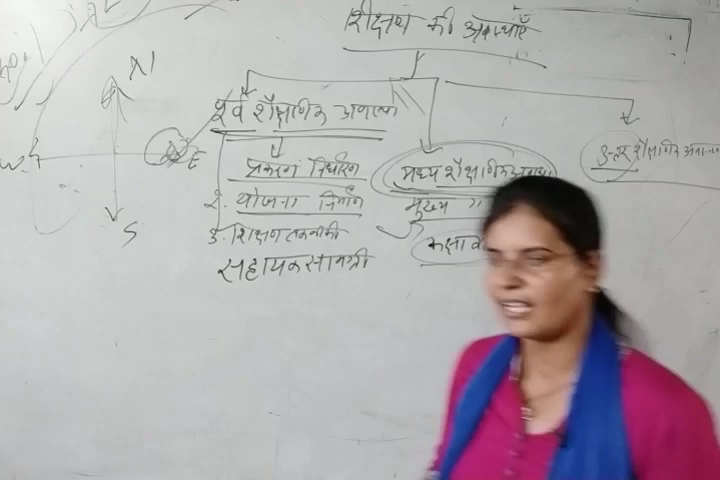 शिक्षण की अवस्थाएँ
N
W
E
S
पूर्व शैक्षणिक अवस्था
प्रकरण निर्धारण
2. योजना निर्माण
3. शिक्षण तकनीकी
सहायक सामग्री
मध्य शैक्षणिक अवस्था
मुख्य
कक्षा
उत्तर शैक्षणिक